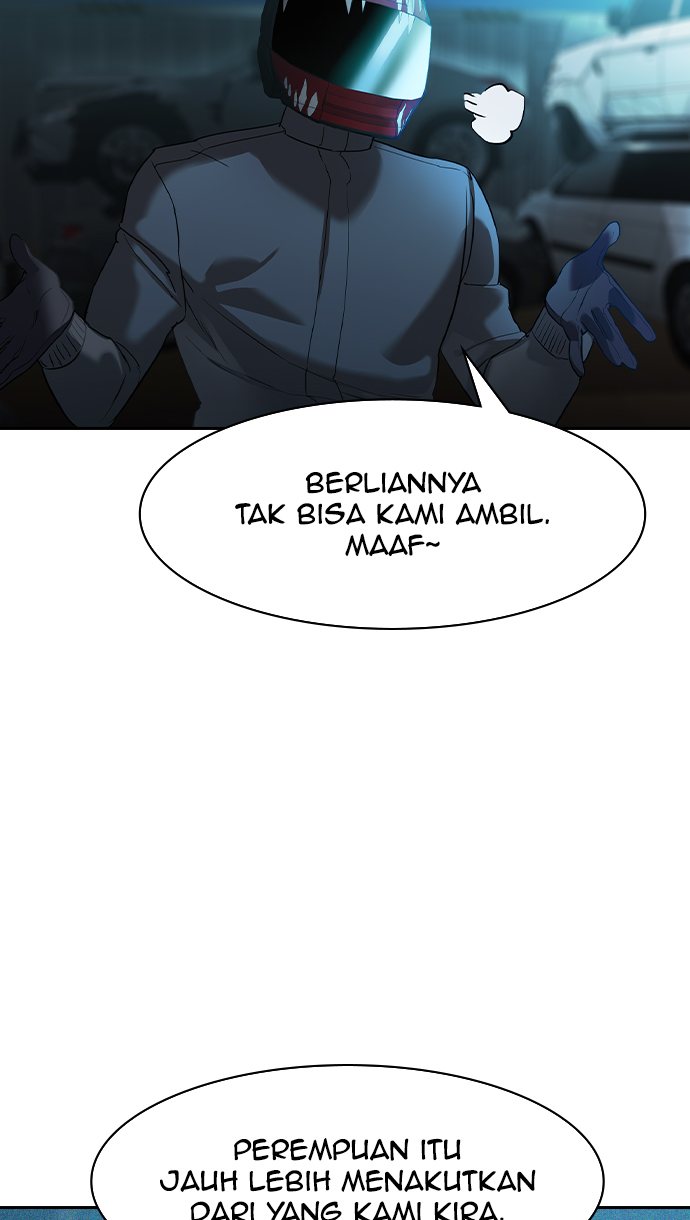 BERLIANNYA
TAK BISA KAMI AMBIL.
MAAF~
PEREMPUAN ITU
JAUH LEBIH MENAKUTKAN
DARI YANG KAMI KIRA.